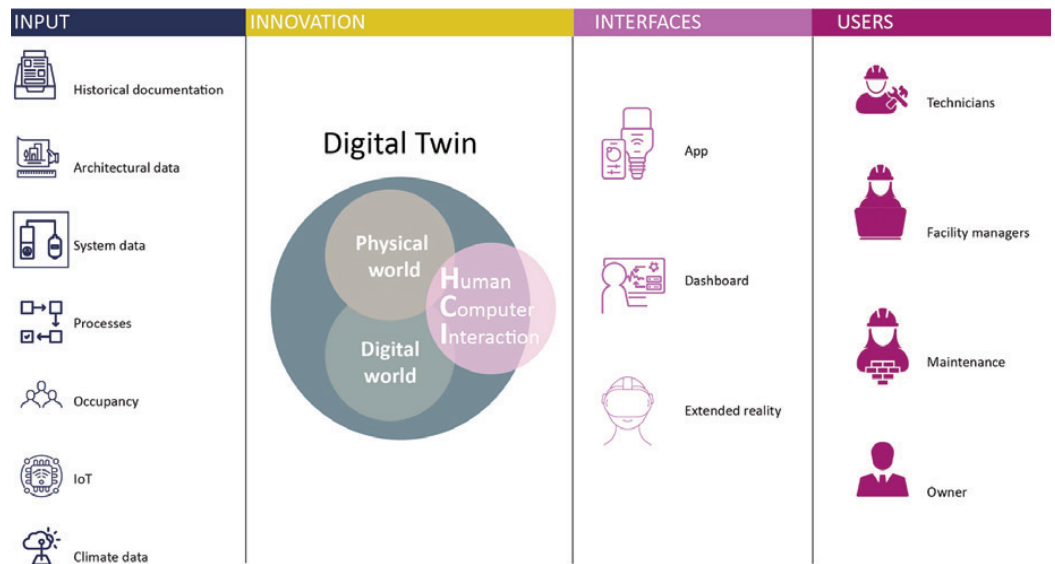 INPUT
INNOVATION
INTERFACES
USERS
Historical documentation
Architectural data
System data
Processes
Occupancy
IoT
Climate data
Digital Twin
Physical
world
Digital
world
Human
Computer
Interaction
App
Dashboard
Extended reality
Technicians
Facility managers
Maintenance
Owner